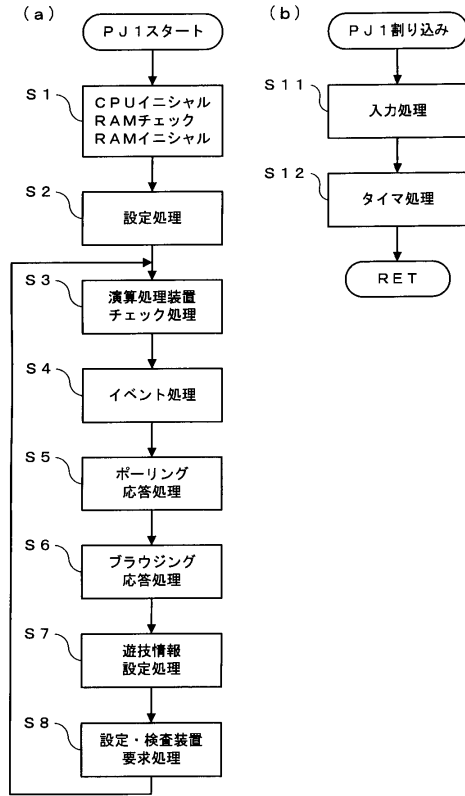 (a)
PJ1スタート
S1
CPUイニシャル
RAMチェック
RAMイニシャル
S2
設定処理
S3
演算処理装置
チェック処理
S4
イベント処理
S5
ポーリング
応答処理
S6
ブラウジング
応答処理
S7
遊技情報
設定処理
S8
設定・検査装置
要求処理
(b)
PJ1割り込み
S11
入力処理
S12
タイマ処理
RET